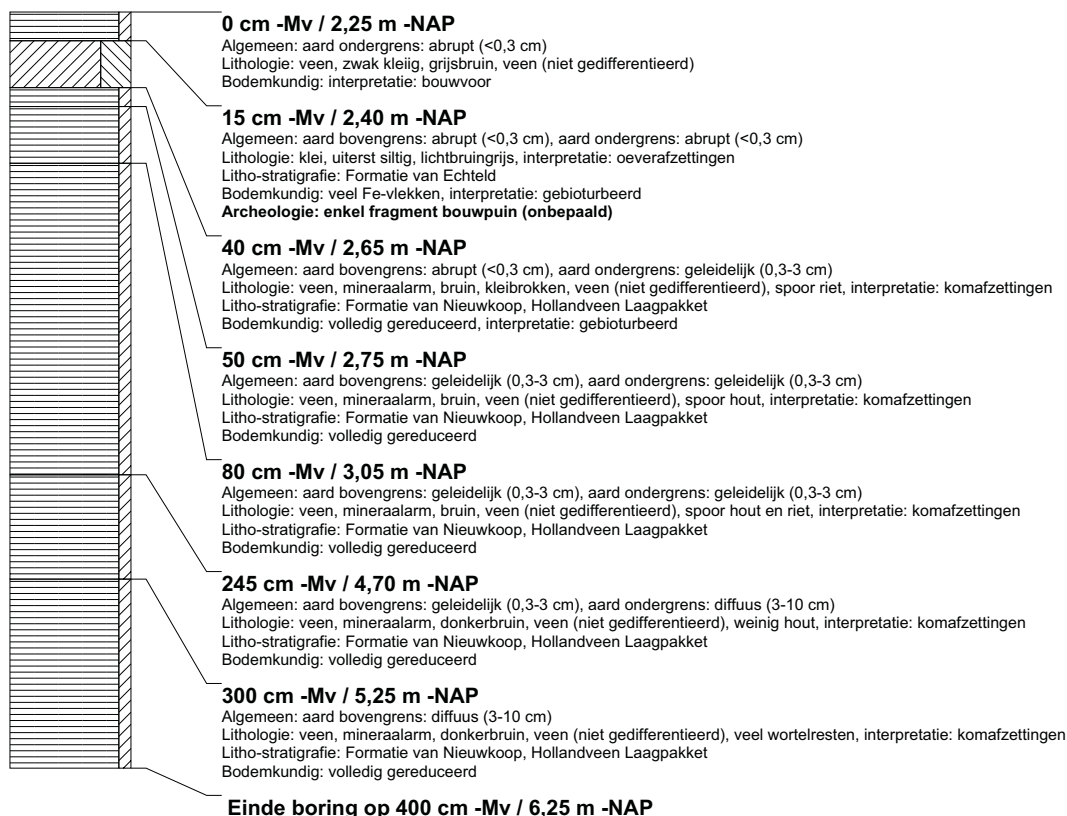 0 cm -Mv / 2,25 m -NAP
Algemeen: aard ondergrens: abrupt (<0,3 cm)
Lithologie: veen, zwak kleiig, grijsbruin, veen (niet gedifferentieerd)
Bodemkundig: interpretatie: bouwvoor
15 cm -Mv / 2,40 m -NAP
Algemeen: aard bovengrens: abrupt (<0,3 cm), aard ondergrens: abrupt (<0,3 cm)
Lithologie: klei, uiterst siltig, lichtbruingrijs, interpretatie: oeverafzettingen
Litho-stratigrafie: Formatie van Echteld
Bodemkundig: veel Fe-vlekken, interpretatie: gebioturbeerd
Archeologie: enkel fragment bouwpuin (onbepaald)
40 cm -Mv / 2,65 m -NAP
Algemeen: aard bovengrens: abrupt (<0,3 cm), aard ondergrens: geleidelijk (0,3-3 cm)
Lithologie: veen, mineraalarm, bruin, kleibrokken, veen (niet gedifferentieerd), spoor riet, interpretatie: komafzettingen
Litho-stratigrafie: Formatie van Nieuwkoop, Hollandveen Laagpakket
Bodemkundig: volledig gereduceerd, interpretatie: gebioturbeerd
50 cm -Mv / 2,75 m -NAP
Algemeen: aard bovengrens: geleidelijk (0,3-3 cm), aard ondergrens: geleidelijk (0,3-3 cm)
Lithologie: veen, mineraalarm, bruin, veen (niet gedifferentieerd), spoor hout, interpretatie: komafzettingen
Litho-stratigrafie: Formatie van Nieuwkoop, Hollandveen Laagpakket
Bodemkundig: volledig gereduceerd
80 cm -Mv / 3,05 m -NAP
Algemeen: aard bovengrens: geleidelijk (0,3-3 cm), aard ondergrens: geleidelijk (0,3-3 cm)
Lithologie: veen, mineraalarm, bruin, veen (niet gedifferentieerd), spoor hout en riet, interpretatie: komafzettingen
Litho-stratigrafie: Formatie van Nieuwkoop, Hollandveen Laagpakket
Bodemkundig: volledig gereduceerd
245 cm -Mv / 4,70 m -NAP
Algemeen: aard bovengrens: geleidelijk (0,3-3 cm), aard ondergrens: diffuus (3-10 cm)
Lithologie: veen, mineraalarm, donkerbruin, veen (niet gedifferentieerd), weinig hout, interpretatie: komafzettingen
Litho-stratigrafie: Formatie van Nieuwkoop, Hollandveen Laagpakket
Bodemkundig: volledig gereduceerd
300 cm -Mv / 5,25 m -NAP
Algemeen: aard bovengrens: diffuus (3-10 cm)
Lithologie: veen, mineraalarm, donkerbruin, veen (niet gedifferentieerd), veel wortelresten, interpretatie: komafzettingen
Litho-stratigrafie: Formatie van Nieuwkoop, Hollandveen Laagpakket
Bodemkundig: volledig gereduceerd
Einde boring op 400 cm -Mv / 6,25 m -NAP